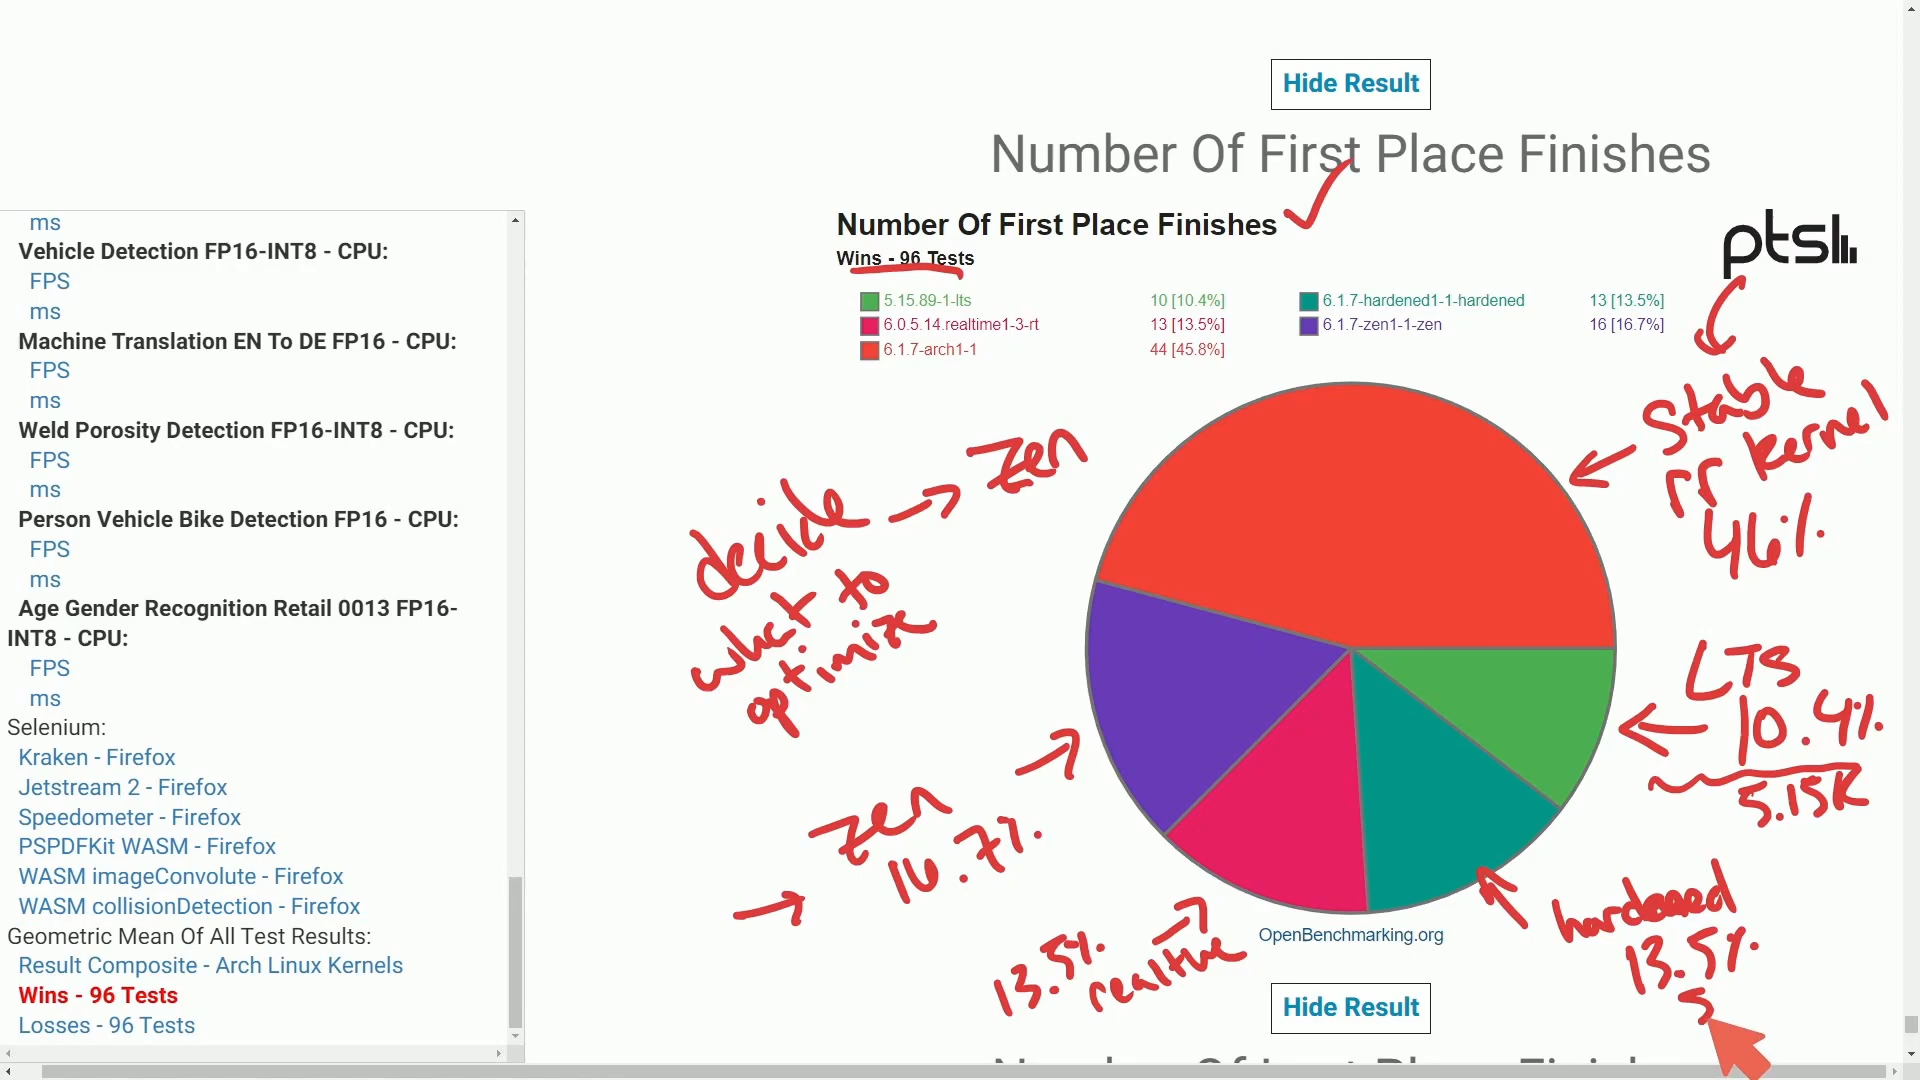 ms
Vehicle Detection FP16-INT8 - CPU:
FPS
ms
Machine Translation EN To DE FP16 - CPU:
FPS
ms
Weld Porosity Detection FP16-INT8 - CPU:
FPS
ms
Person Vehicle Bike Detection FP16 - CPU:
FPS
ms
Age Gender Recognition Retail 0013 FP16-
INT8 - CPU:
FPS
ms
Selenium:
Kraken - Firefox
Jetstream 2 - Firefox
Speedometer - Firefox
PSPDFKit WASM - Firefox
WASM imageConvolute - Firefox
WASM collisionDetection - Firefox
Geometric Mean Of All Test Results:
Result Composite - Arch Linux Kernels
Wins - 96 Tests
Losses - 96 Tests
Hide Result
Number Of First Place Finishes
Number Of First Place Finishes
Wins - 96 Tests
pts
5.15.89-1-lts 10 [10.4%]
6.0.5.14.realtime1-3-rt 13 [13.5%]
6.1.7-arch1-1 44 [45.8%]
6.1.7-hardened1-1-hardened 13 [13.5%]
6.1.7-zen1-1-zen 16 [16.7%]
Stable
rr kernel
46%
decide → zen
what to
optimize
LTS
10.4%
5.15K
zen
16.7%
13.5%
realtime
hardened
13.5%
S
OpenBenchmarking.org
Hide Result